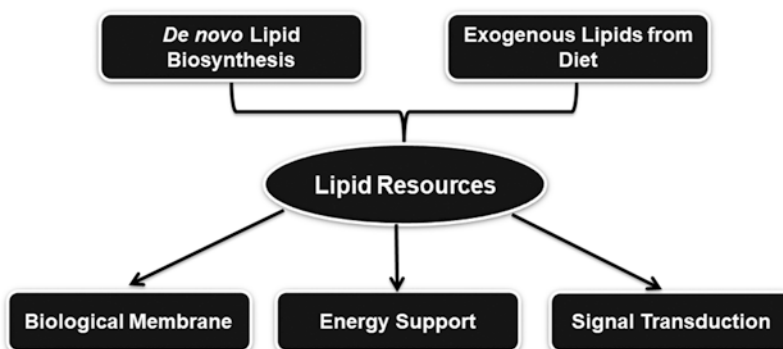 De novo Lipid
Biosynthesis
Exogenous Lipids from
Diet
Lipid Resources
Biological Membrane
Energy Support
Signal Transduction